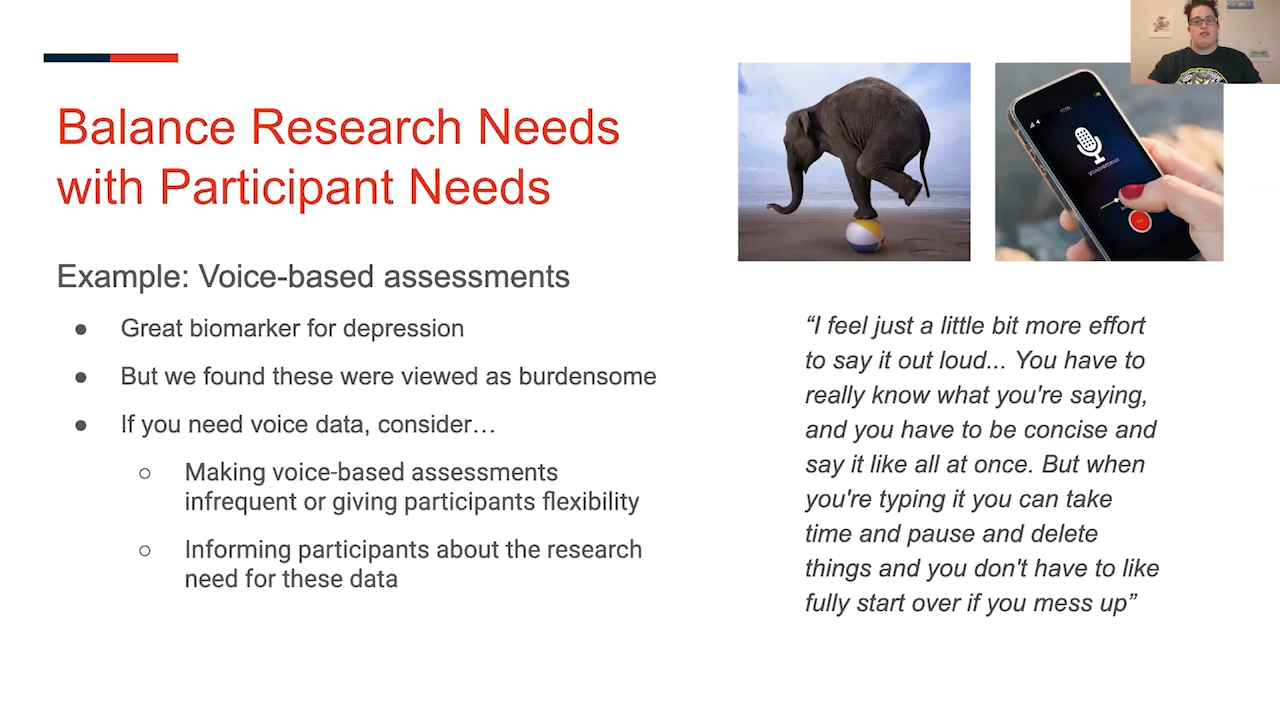 Balance Research Needs
with Participant Needs
Example: Voice-based assessments
● Great biomarker for depression
● But we found these were viewed as burdensome
● If you need voice data, consider…
○ Making voice-based assessments
infrequent or giving participants flexibility
○ Informing participants about the research
need for these data
“I feel just a little bit more effort
to say it out loud... You have to
really know what you're saying,
and you have to be concise and
say it like all at once. But when
you're typing it you can take
time and pause and delete
things and you don't have to like
fully start over if you mess up”